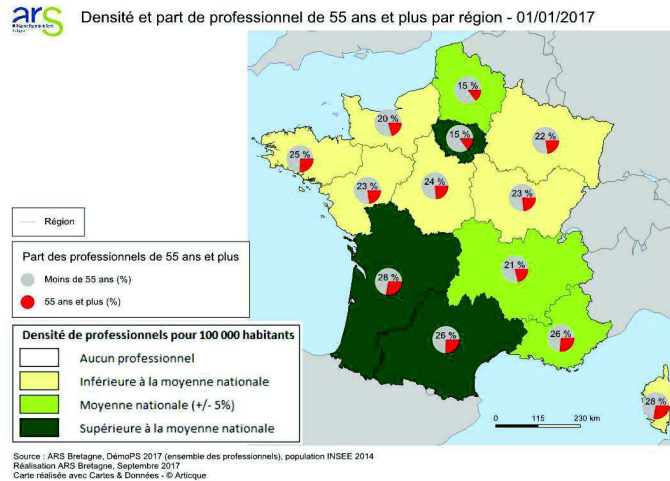 ars
Densité et part de professionnel de 55 ans et plus par région - 01/01/2017
15 %
20 %
15 %
22 %
25 %
23 %
24 %
23 %
21 %
28 %
26 %
26 %
28 %
Région
Part des professionnels de 55 ans et plus
Moins de 55 ans (%)
55 ans et plus (%)
Densité de professionnels pour 100 000 habitants
Aucun professionnel
Inférieure à la moyenne nationale
Moyenne nationale (+/- 5%)
Supérieure à la moyenne nationale
0 115 230 km
Source : ARS Bretagne, DémoPS 2017 (ensemble des professionnels), population INSEE 2014
Réalisation ARS Bretagne, Septembre 2017
Carte réalisée avec Cartes & Données - © Articque